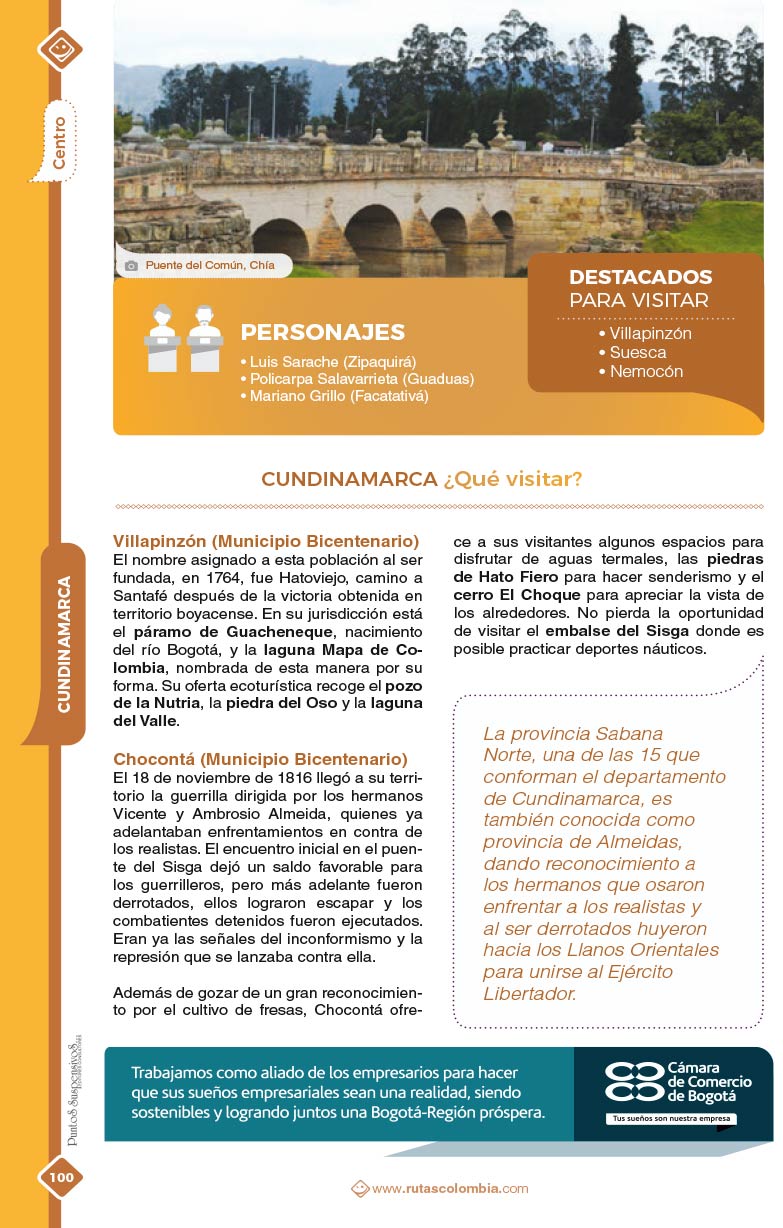 Centro
Puente del Común, Chía
DESTACADOS
PARA VISITAR
• Villapinzón
• Suesca
• Nemocón
PERSONAJES
• Luis Sarache (Zipaquirá)
• Policarpa Salavarrieta (Guaduas)
• Mariano Grillo (Facatativá)
CUNDINAMARCA ¿Qué visitar?
CUNDINAMARCA
Villapinzón (Municipio Bicentenario)
El nombre asignado a esta población al ser
fundada, en 1764, fue Hatoviejo, camino a
Santafé después de la victoria obtenida en
territorio boyacense. En su jurisdicción está
el páramo de Guacheneque, nacimiento
del río Bogotá, y la laguna Mapa de Co-
lombia, nombrada de esta manera por su
forma. Su oferta ecoturística recoge el pozo
de la Nutria, la piedra del Oso y la laguna
del Valle.
Chocontá (Municipio Bicentenario)
El 18 de noviembre de 1816 llegó a su terri-
torio la guerrilla dirigida por los hermanos
Vicente y Ambrosio Almeida, quienes ya
adelantaban enfrentamientos en contra de
los realistas. El encuentro inicial en el puen-
te del Sisga dejó un saldo favorable para
los guerrilleros, pero más adelante fueron
derrotados, ellos lograron escapar y los
combatientes detenidos fueron ejecutados.
Eran ya las señales del inconformismo y la
represión que se lanzaba contra ella.
Además de gozar de un gran reconocimien-
to por el cultivo de fresas, Chocontá ofre-
ce a sus visitantes algunos espacios para
disfrutar de aguas termales, las piedras
de Hato Fiero para hacer senderismo y el
cerro El Choque para apreciar la vista de
los alrededores. No pierda la oportunidad
de visitar el embalse del Sisga donde es
posible practicar deportes náuticos.
La provincia Sabana
Norte, una de las 15 que
conforman el departamento
de Cundinamarca, es
también conocida como
provincia de Almeidas,
dando reconocimiento a
los hermanos que osaron
enfrentar a los realistas y
al ser derrotados huyeron
hacia los Llanos Orientales
para unirse al Ejército
Libertador.
Puntos Suspensivos
Trabajamos como aliado de los empresarios para hacer
que sus sueños empresariales sean una realidad, siendo
sostenibles y logrando juntos una Bogotá-Región próspera.
Cámara
de Comercio
de Bogotá
Tus sueños son nuestra empresa
100
www.rutascolombia.com